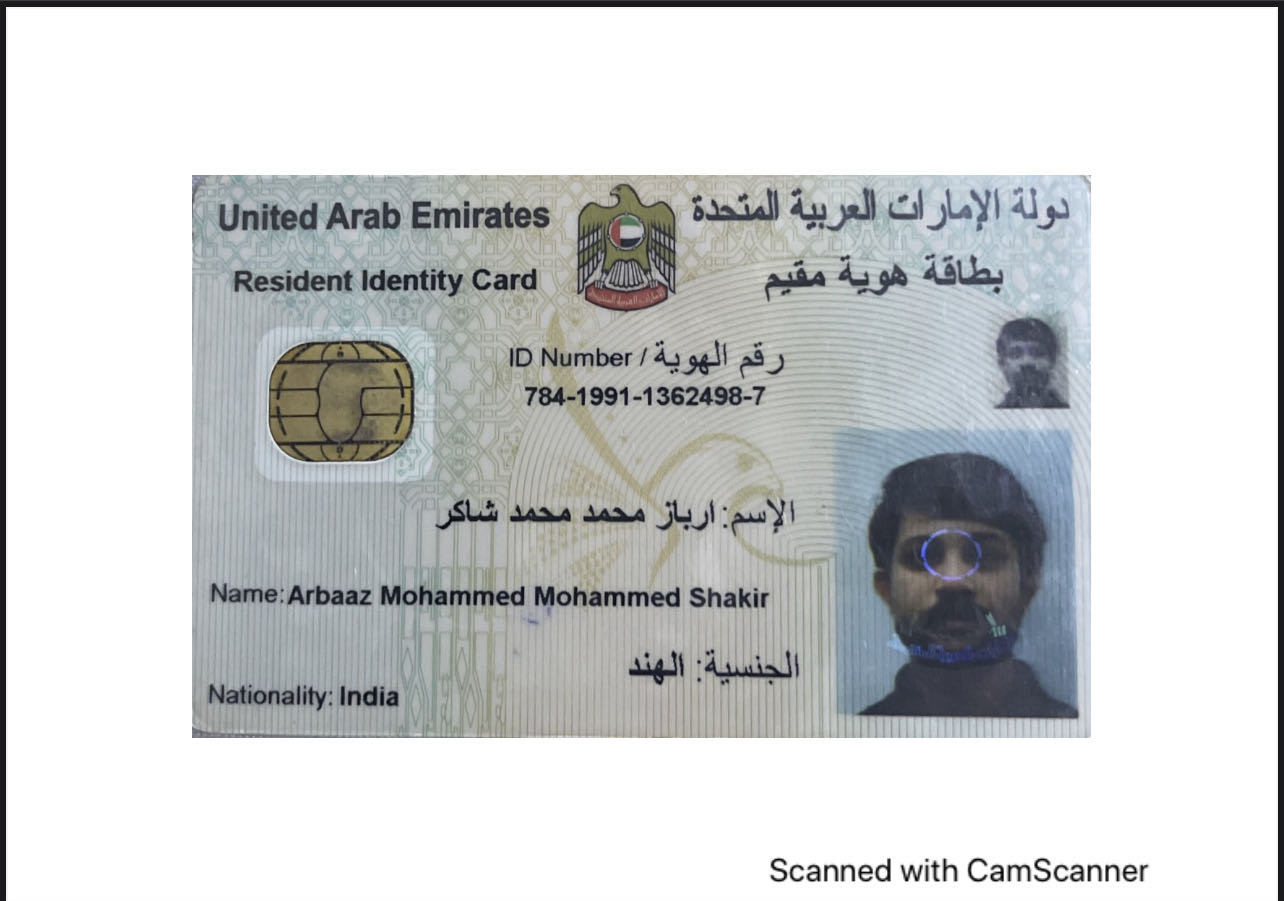 United Arab Emirates
دولة الإمارات العربية المتحدة
Resident Identity Card
بطاقة هوية مقيم
ID Number / رقم الهوية
784-1991-1362498-7
الإسم: ارباز محمد محمد شاكر
Name: Arbaaz Mohammed Mohammed Shakir
الجنسية: الهند
Nationality: India
Scanned with CamScanner